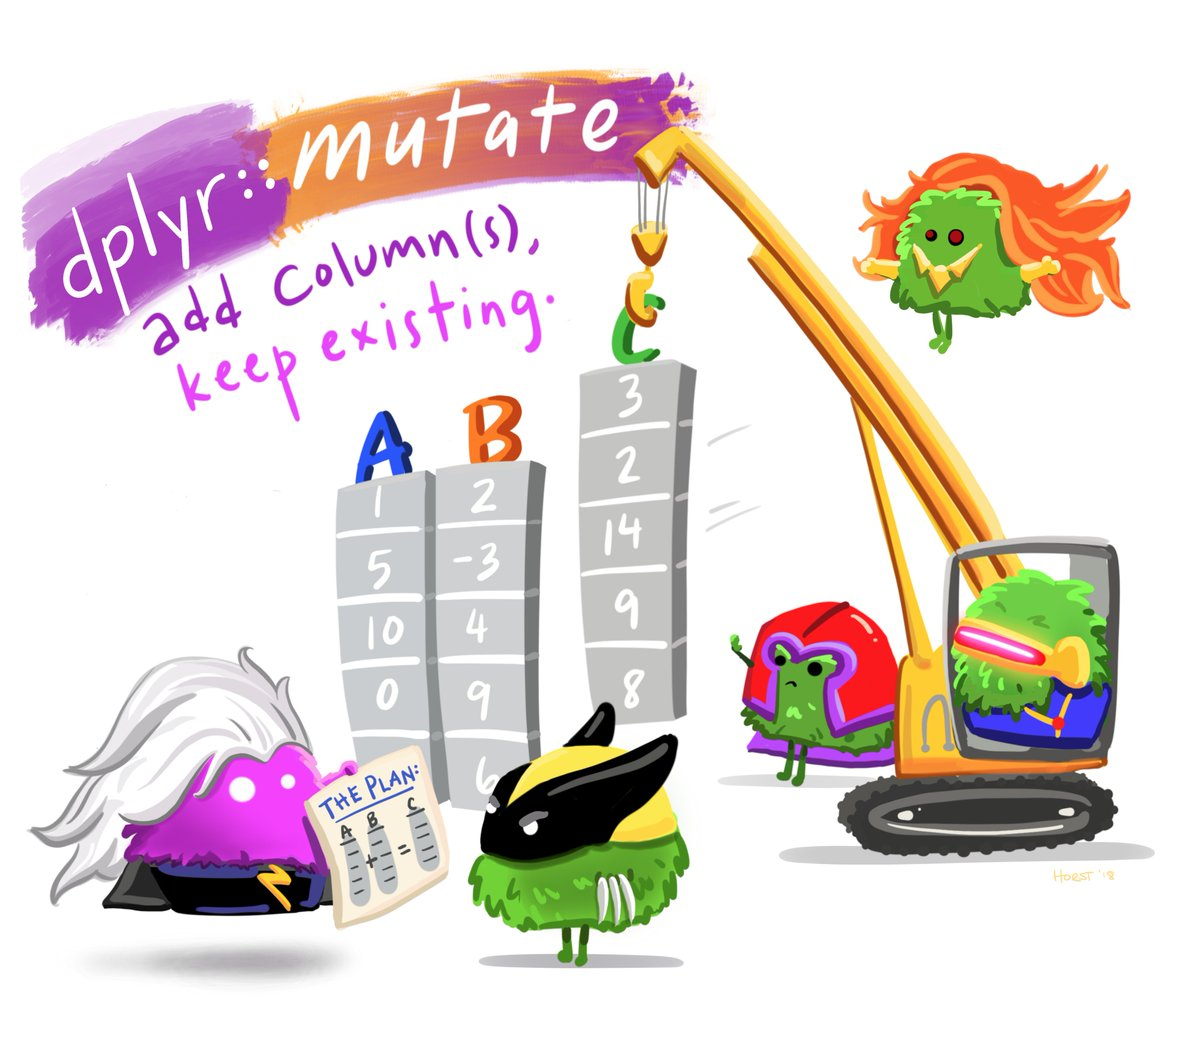 dplyr::mutate
add column(s),
keep existing.
A B C
1 2 3
5 -3 2
10 4 14
0 9 9
6 8
THE PLAN:
A B C
+ =
HORST '18